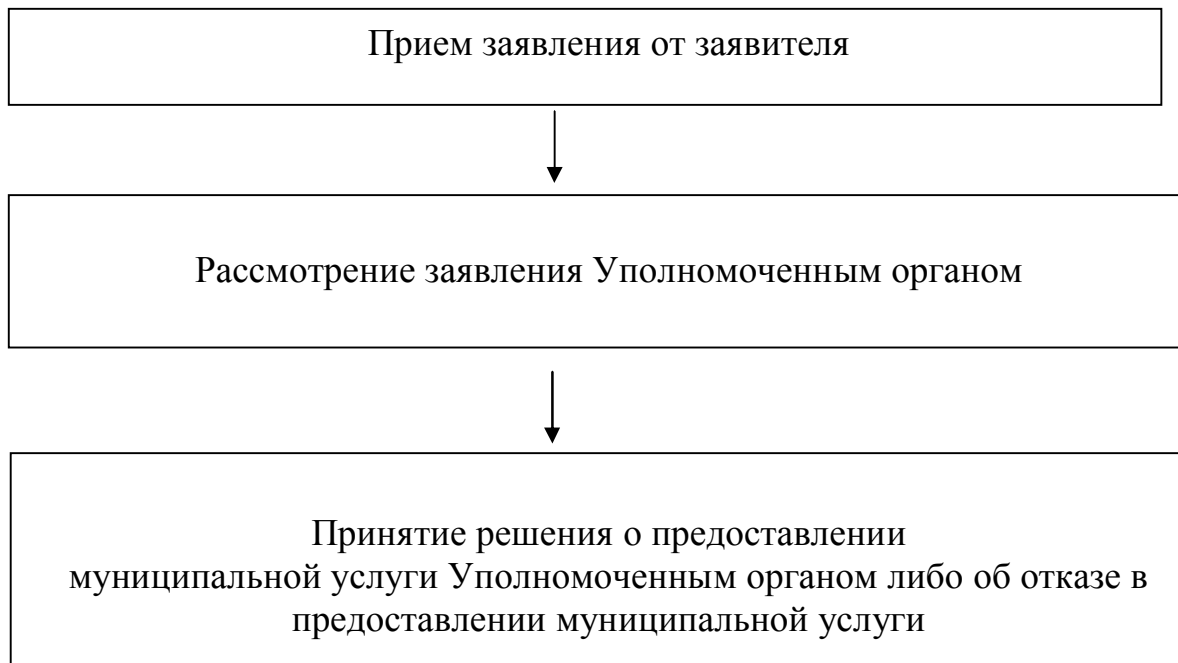 Прием заявления от заявителя
Рассмотрение заявления Уполномоченным органом
Принятие решения о предоставлении
муниципальной услуги Уполномоченным органом либо об отказе в
предоставлении муниципальной услуги